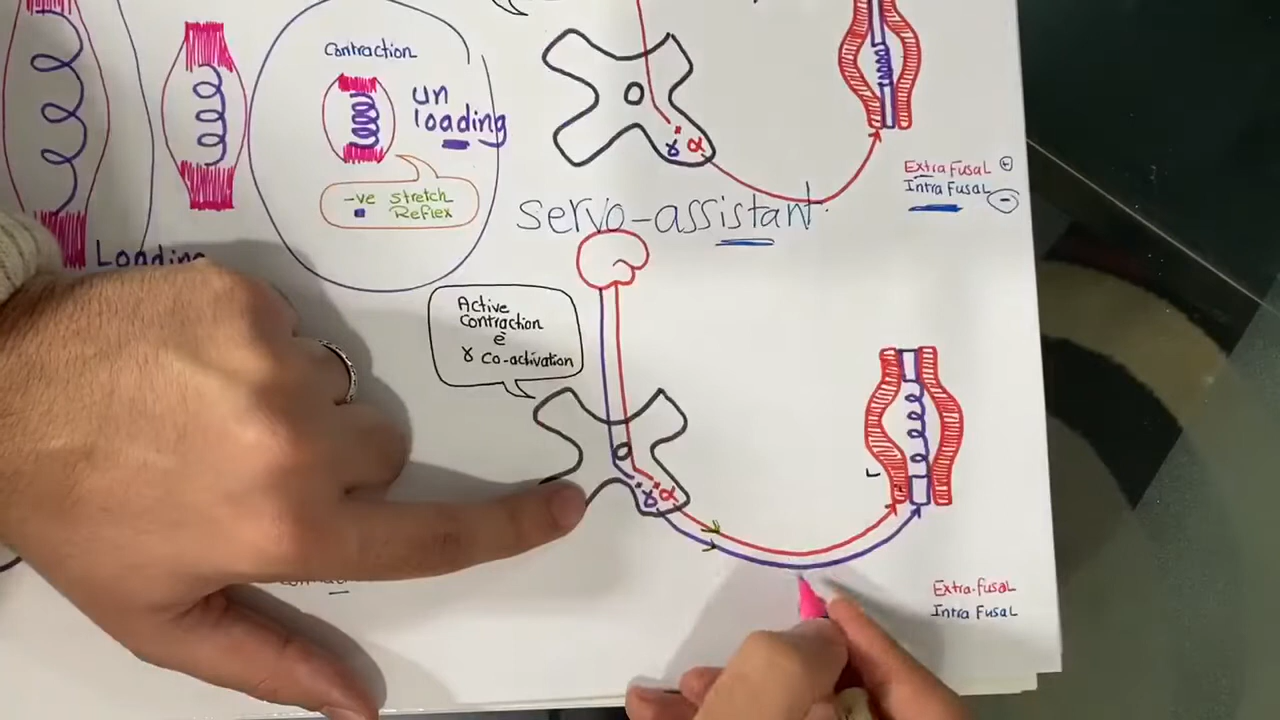 Contraction
un
loading
-ve stretch
Reflex
Loading
γ α
Extra Fusal +
Intra Fusal -
servo-assistant.
Active
Contraction
è
γ co-activation
γ α
Extra-fusal
Intra Fusal